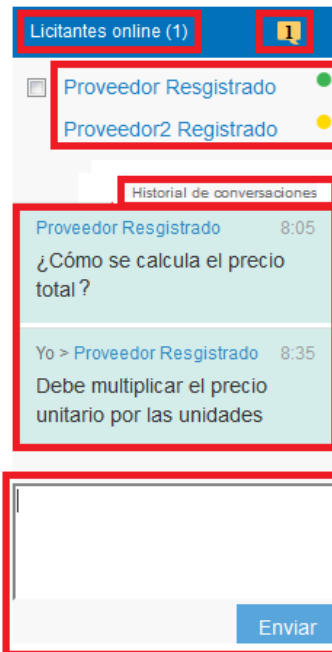 Licitantes online (1) 1
Proveedor Resgistrado
Proveedor2 Registrado
Historial de conversaciones
Proveedor Resgistrado 8:05
¿Cómo se calcula el precio
total?
Yo > Proveedor Resgistrado 8:35
Debe multiplicar el precio
unitario por las unidades
Enviar